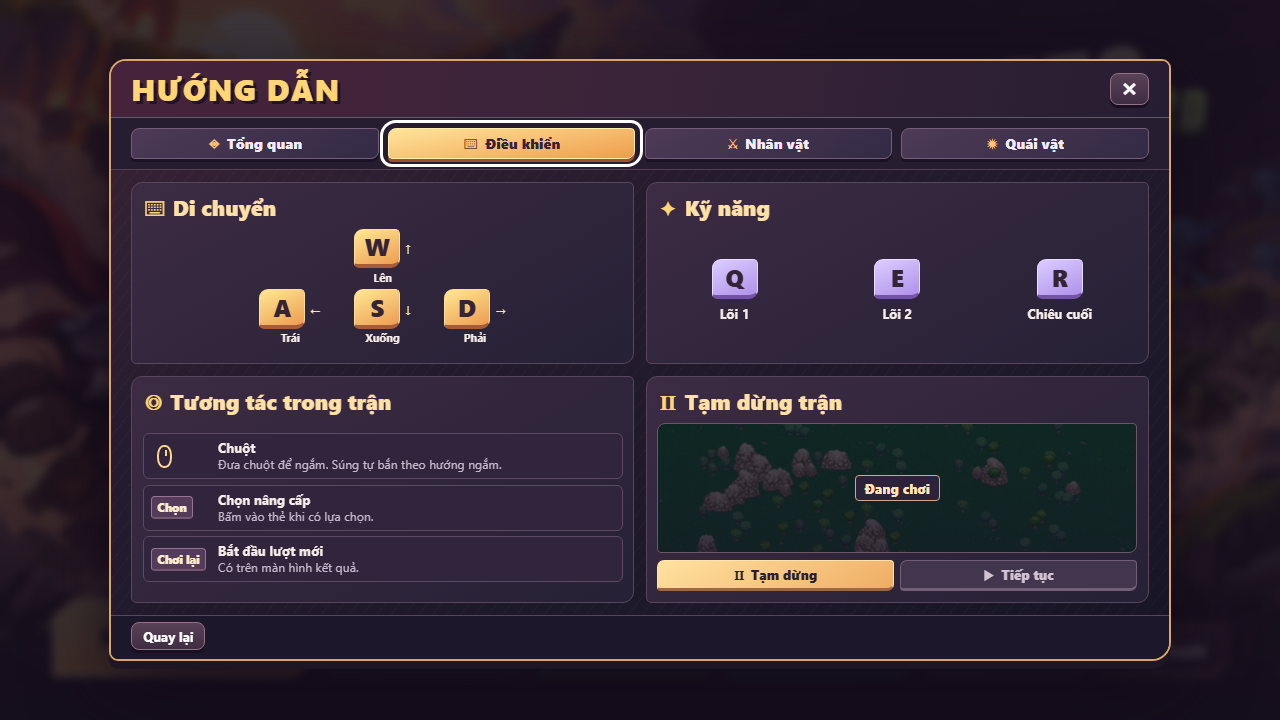 HƯỚNG DẪN
Tổng quan
Điều khiển
Nhân vật
Quái vật
Di chuyển
W ↑
Lên
A ←
S ↓
D →
Trái
Xuống
Phải
Kỹ năng
Q
E
R
Lõi 1
Lõi 2
Chiêu cuối
Tương tác trong trận
Chuột
Đưa chuột để ngắm. Súng tự bắn theo hướng ngắm.
Chọn
Chọn nâng cấp
Bấm vào thẻ khi có lựa chọn.
Chơi lại
Bắt đầu lượt mới
Có trên màn hình kết quả.
Tạm dừng trận
Đang chơi
Tạm dừng
Tiếp tục
Quay lại